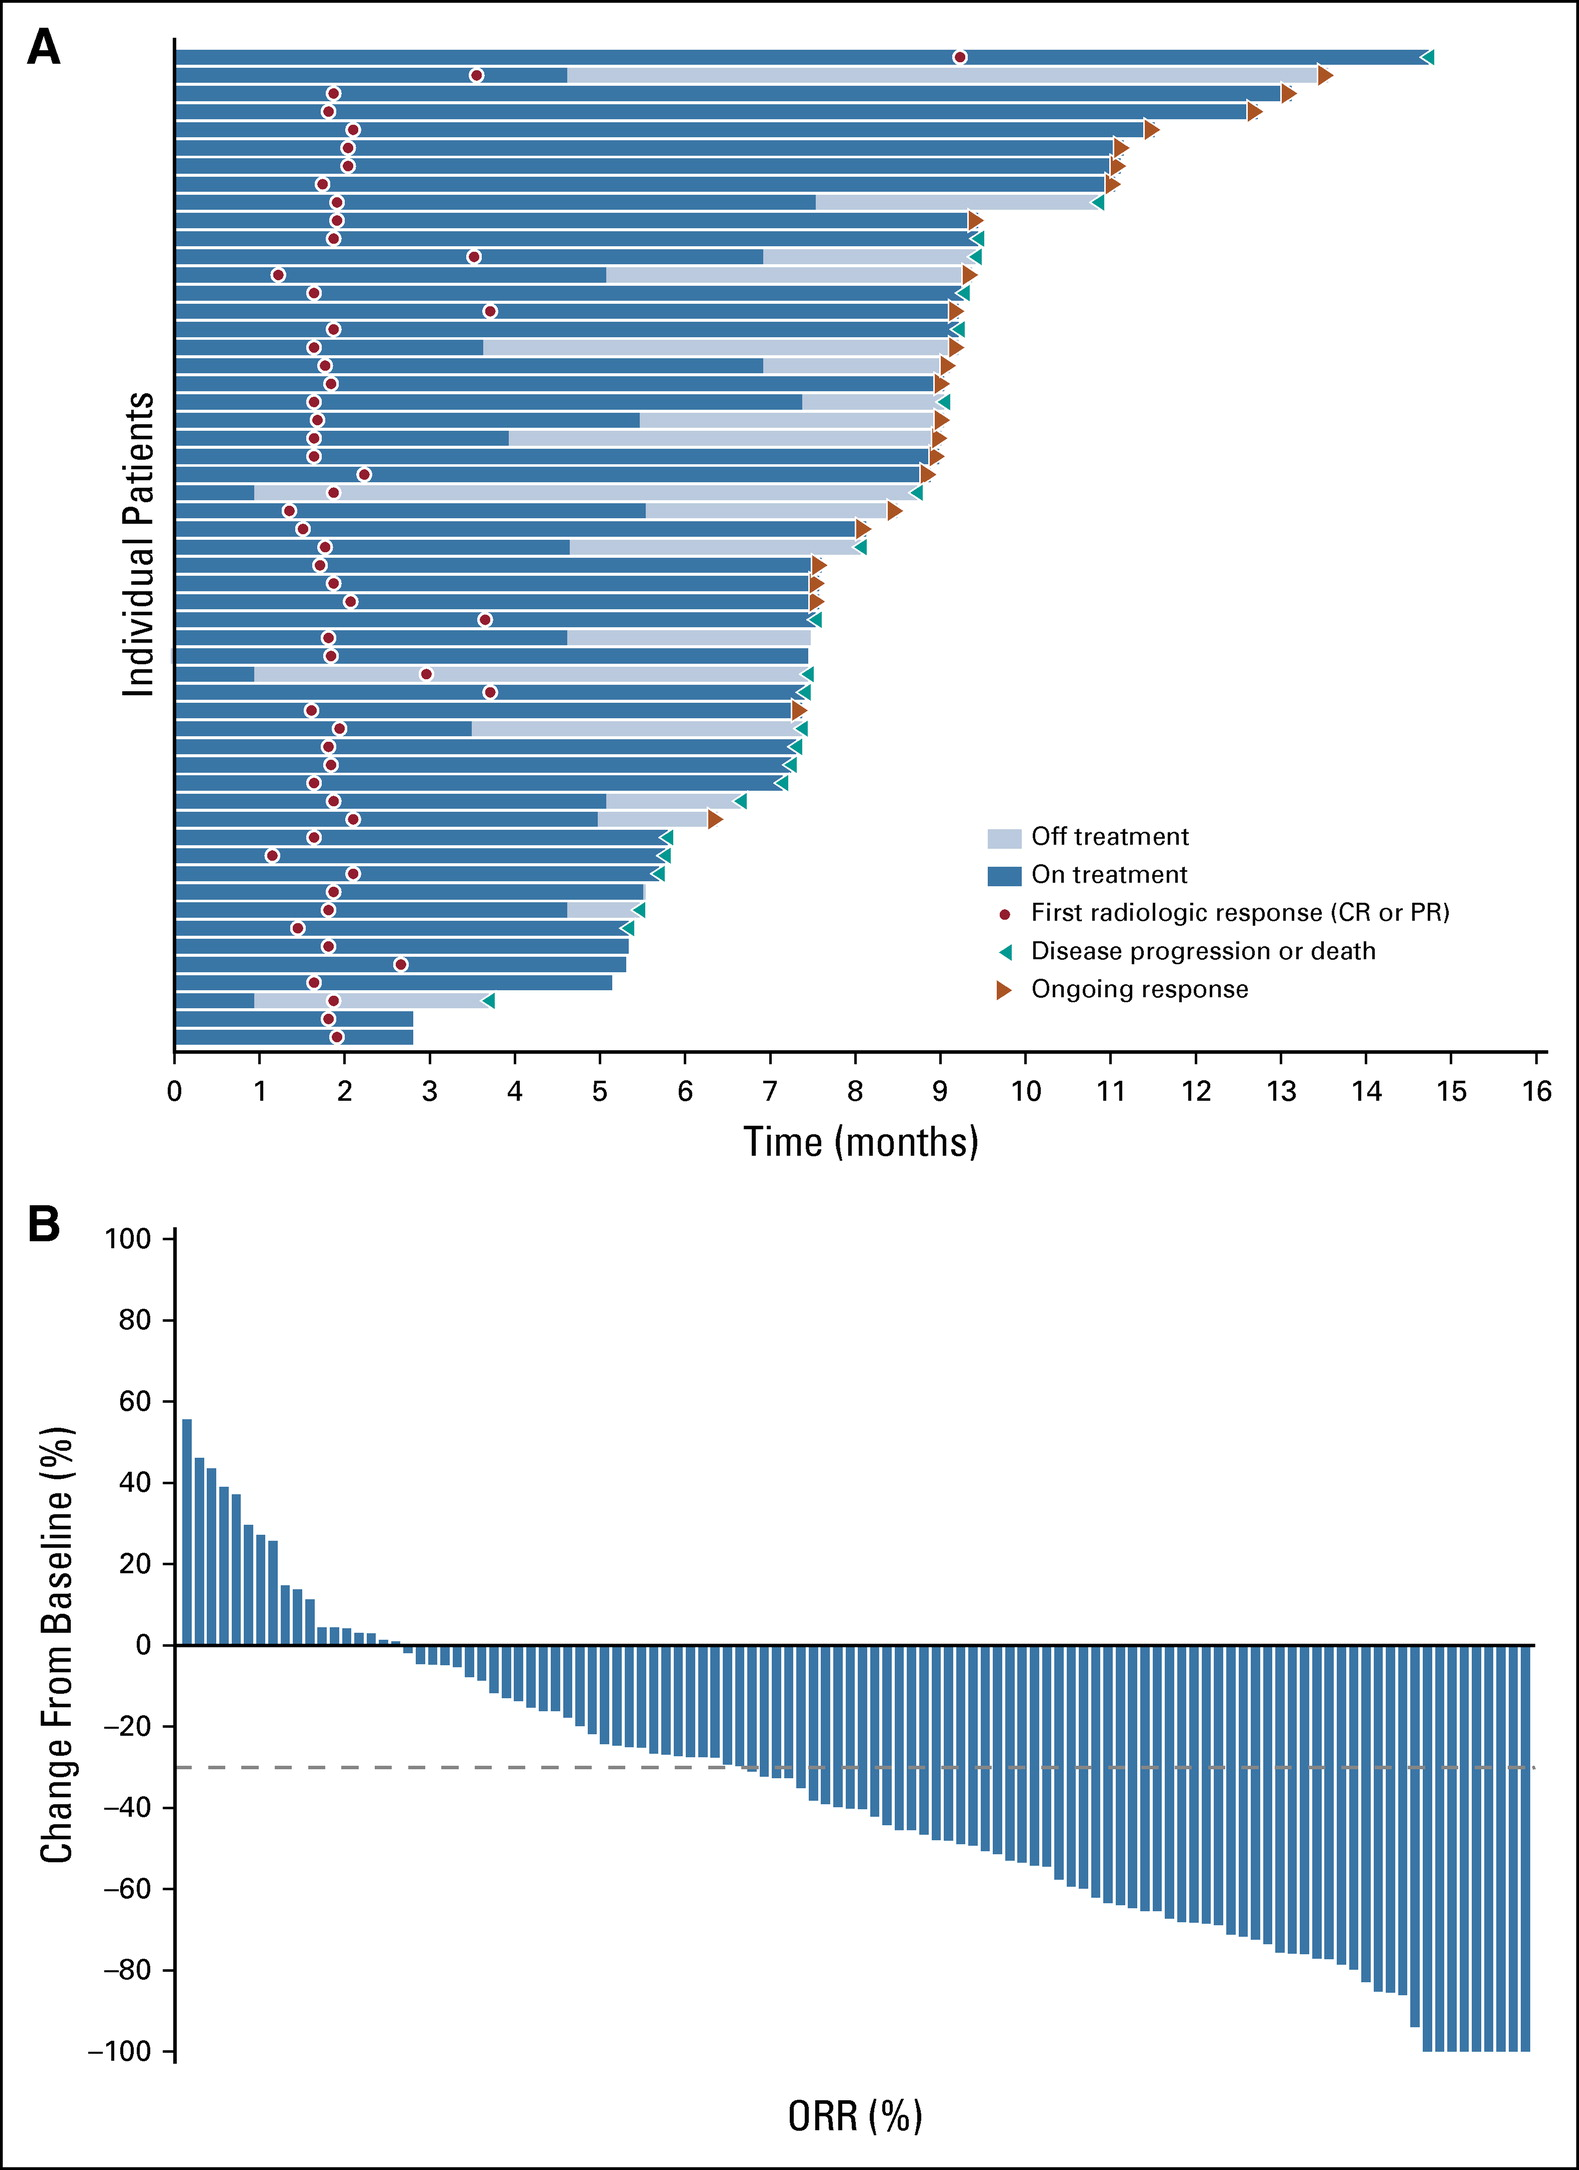 A
Individual Patients
Off treatment
On treatment
First radiologic response (CR or PR)
Disease progression or death
Ongoing response
0 1 2 3 4 5 6 7 8 9 10 11 12 13 14 15 16
Time (months)
B
Change From Baseline (%)
100
80
60
40
20
0
–20
–40
–60
–80
–100
ORR (%)